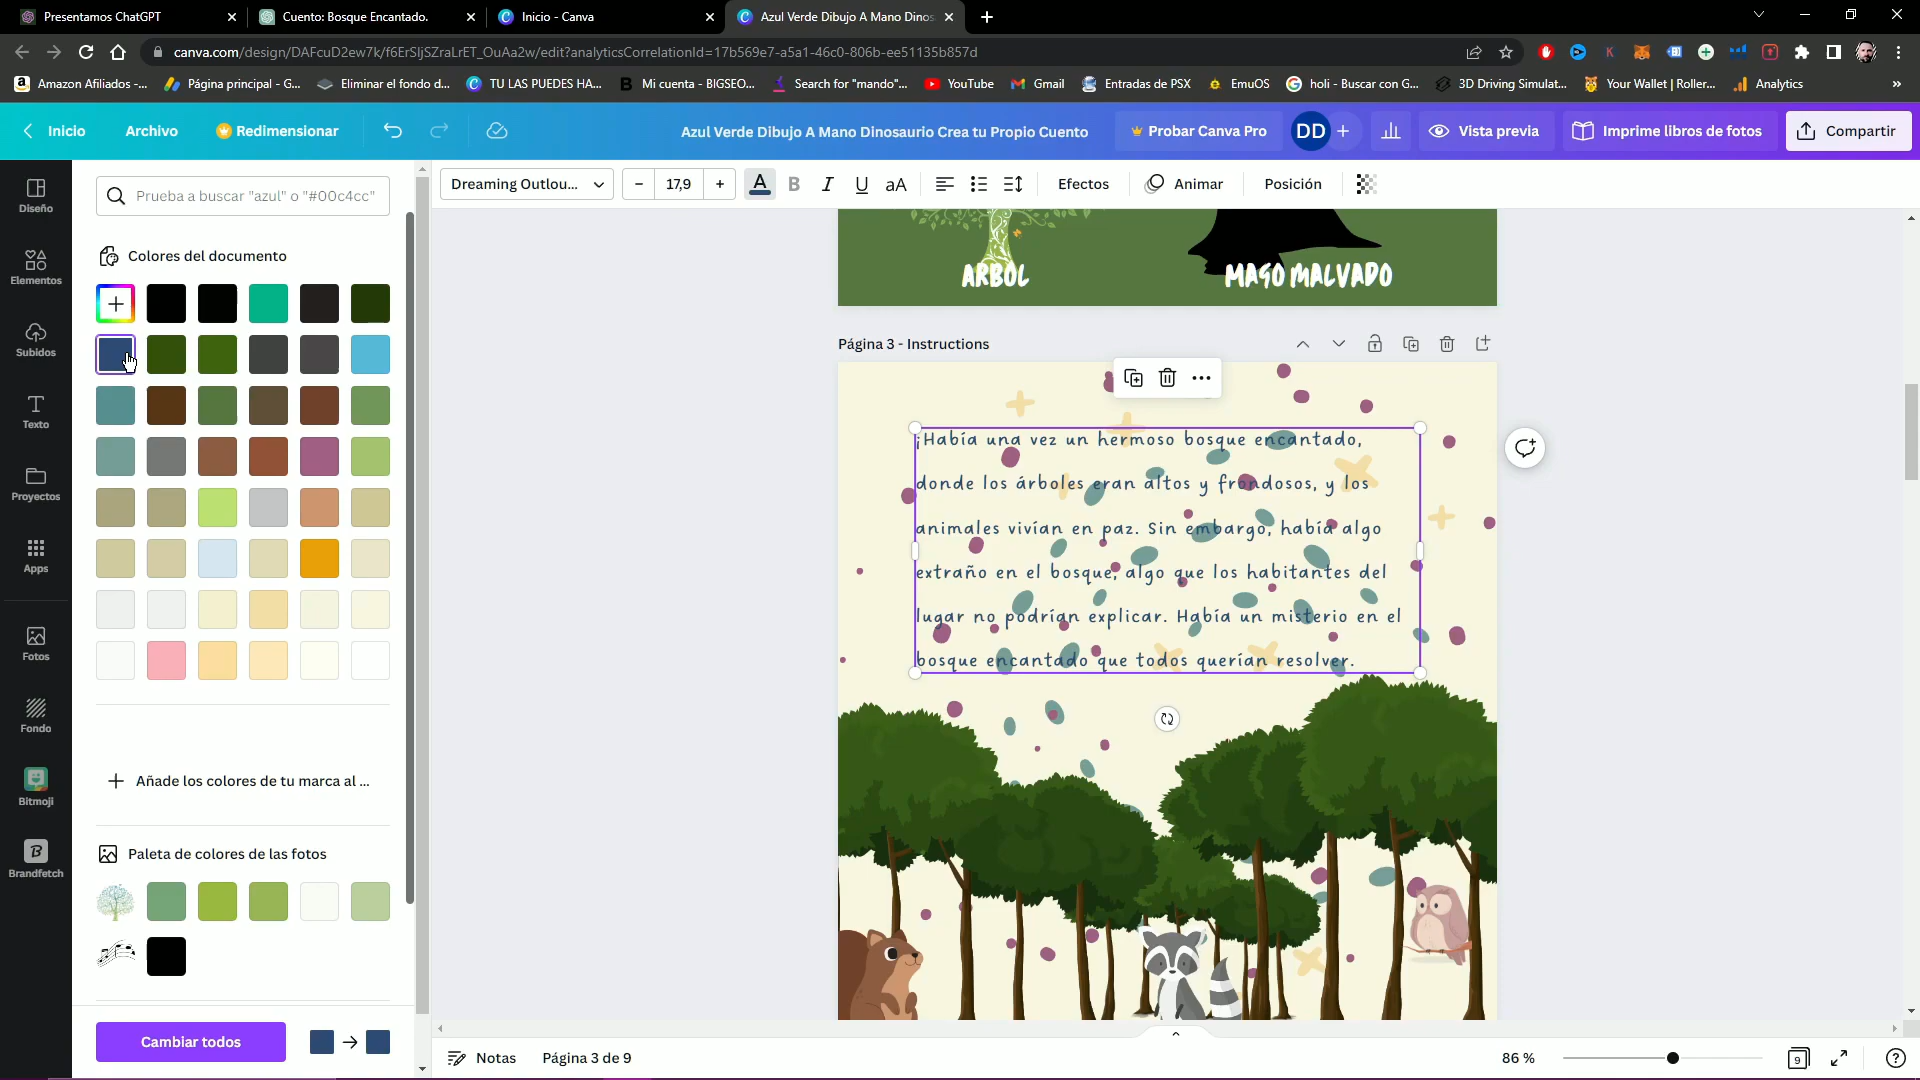 Presentamos ChatGPT
Cuento: Bosque Encantado.
Inicio - Canva
Azul Verde Dibujo A Mano Dinos
canva.com/design/DAFcuD2ew7k/f6ErSljSZraLrET_OuAa2w/edit?analyticsCorrelationId=17b569e7-a5a1-46c0-806b-ee51135b857d
Amazon Afiliados -...
Página principal - G...
Eliminar el fondo d...
TU LAS PUEDES HA...
Mi cuenta - BIGSEO...
Search for "mando"...
YouTube
Gmail
Entradas de PSX
EmuOS
holi - Buscar con G...
3D Driving Simulat...
Your Wallet | Roller...
Analytics
»
Inicio
Archivo
Redimensionar
Azul Verde Dibujo A Mano Dinosaurio Crea tu Propio Cuento
Probar Canva Pro
DD
Vista previa
Imprime libros de fotos
Compartir
Dreaming Outlou...
17,9
A
B
I
U
aA
Efectos
Animar
Posición
Diseño
Elementos
Subidos
Texto
Proyectos
Apps
Fotos
Fondo
Bitmoji
Brandfetch
Prueba a buscar "azul" o "#00c4cc"
Colores del documento
Añade los colores de tu marca al ...
Paleta de colores de las fotos
Cambiar todos
ARBOL
MAGO MALVADO
Página 3 - Instructions
¡Había una vez un hermoso bosque encantado,
donde los árboles eran altos y frondosos, y los
animales vivían en paz. Sin embargo, había algo
extraño en el bosque, algo que los habitantes del
lugar no podrían explicar. Había un misterio en el
bosque encantado que todos querían resolver.
Notas
Página 3 de 9
86 %
9